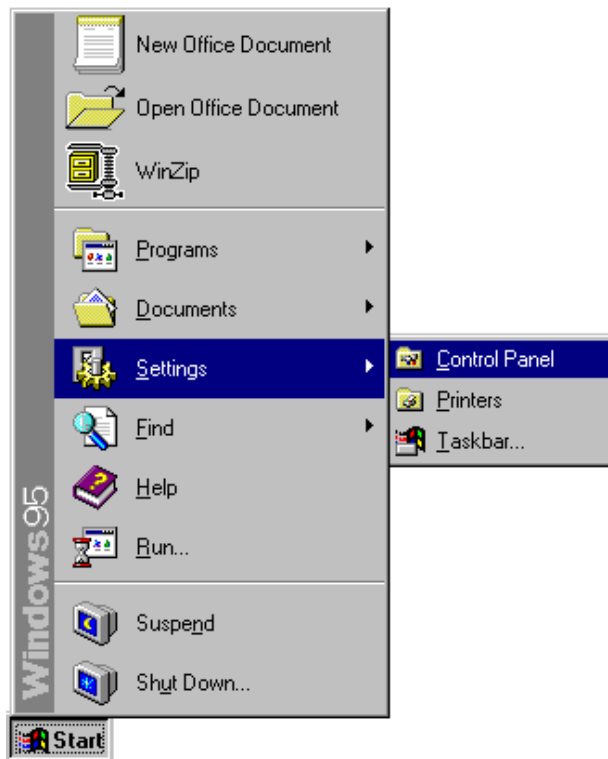 New Office Document
Open Office Document
WinZip
Programs
Documents
Settings
Find
Help
Run...
Suspend
Shut Down...
Control Panel
Printers
Taskbar...
Windows95
Start